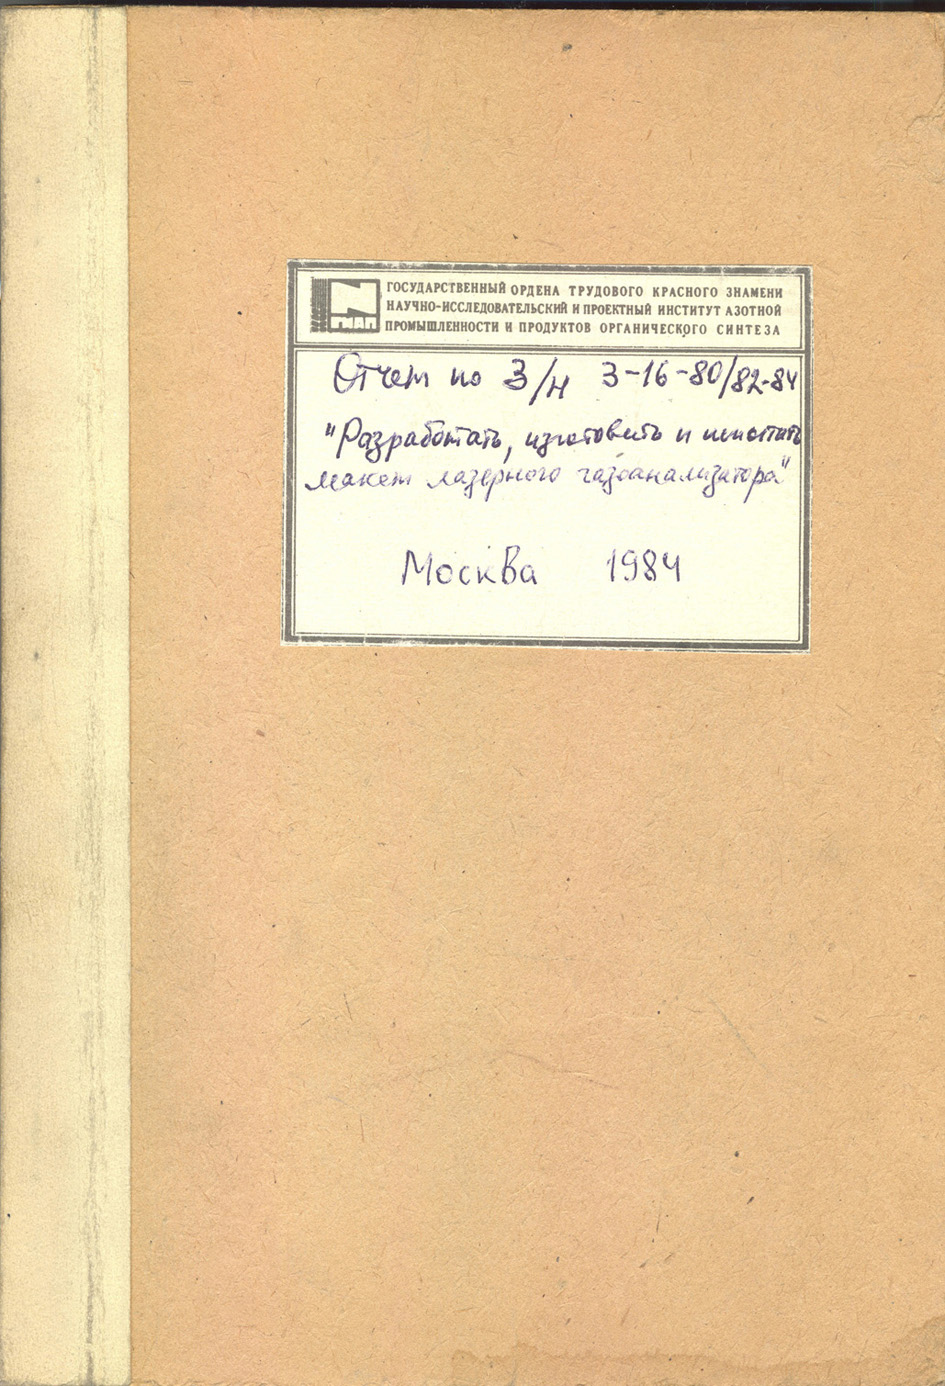 ГОСУДАРСТВЕННЫЙ ОРДЕНА ТРУДОВОГО КРАСНОГО ЗНАМЕНИ
НАУЧНО-ИССЛЕДОВАТЕЛЬСКИЙ И ПРОЕКТНЫЙ ИНСТИТУТ АЗОТНОЙ
ПРОМЫШЛЕННОСТИ И ПРОДУКТОВ ОРГАНИЧЕСКОГО СИНТЕЗА
ГИАП
Отчет по З/Н 3-16-80/82-84
"Разработать, изготовить и испытать
макет лазерного газоанализатора"
Москва 1984